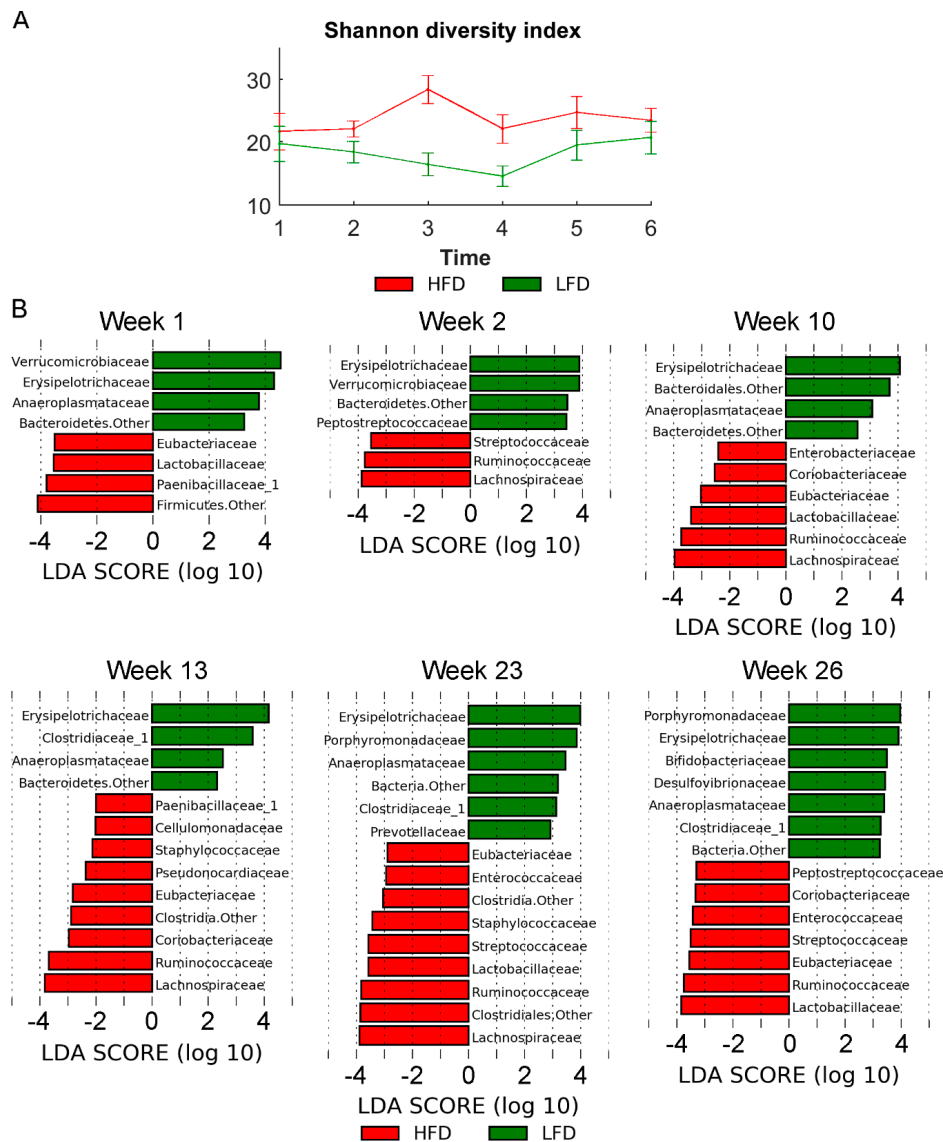 A
Shannon diversity index
30
20
10
1 2 3 4 5 6
Time
HFD LFD
B
Week 1
Verrucomicrobiaceae
Erysipelotrichaceae
Anaeroplasmataceae
Bacteroidetes.Other
Eubacteriaceae
Lactobacillaceae
Paenibacillaceae_1
Firmicutes.Other
-4 -2 0 2 4
LDA SCORE (log 10)
Week 2
Erysipelotrichaceae
Verrucomicrobiaceae
Bacteroidetes.Other
Peptostreptococcaceae
Streptococcaceae
Ruminococcaceae
Lachnospiraceae
-4 -2 0 2 4
LDA SCORE (log 10)
Week 10
Erysipelotrichaceae
Bacteroidales.Other
Anaeroplasmataceae
Bacteroidetes.Other
Enterobacteriaceae
Coriobacteriaceae
Eubacteriaceae
Lactobacillaceae
Ruminococcaceae
Lachnospiraceae
-4 -2 0 2 4
LDA SCORE (log 10)
Week 13
Erysipelotrichaceae
Clostridiaceae_1
Anaeroplasmataceae
Bacteroidetes.Other
Paenibacillaceae_1
Cellulomonadaceae
Staphylococcaceae
Pseudonocardiaceae
Eubacteriaceae
Clostridia.Other
Coriobacteriaceae
Ruminococcaceae
Lachnospiraceae
-4 -2 0 2 4
LDA SCORE (log 10)
Week 23
Erysipelotrichaceae
Porphyromonadaceae
Anaeroplasmataceae
Bacteria.Other
Clostridiaceae_1
Prevotellaceae
Eubacteriaceae
Enterococcaceae
Clostridia.Other
Staphylococcaceae
Streptococcaceae
Lactobacillaceae
Ruminococcaceae
Clostridiales.Other
Lachnospiraceae
-4 -2 0 2 4
LDA SCORE (log 10)
Week 26
Porphyromonadaceae
Erysipelotrichaceae
Bifidobacteriaceae
Desulfovibrionaceae
Anaeroplasmataceae
Clostridiaceae_1
Bacteria.Other
Peptostreptococcaceae
Coriobacteriaceae
Enterococcaceae
Streptococcaceae
Eubacteriaceae
Ruminococcaceae
Lactobacillaceae
-4 -2 0 2 4
LDA SCORE (log 10)
HFD LFD